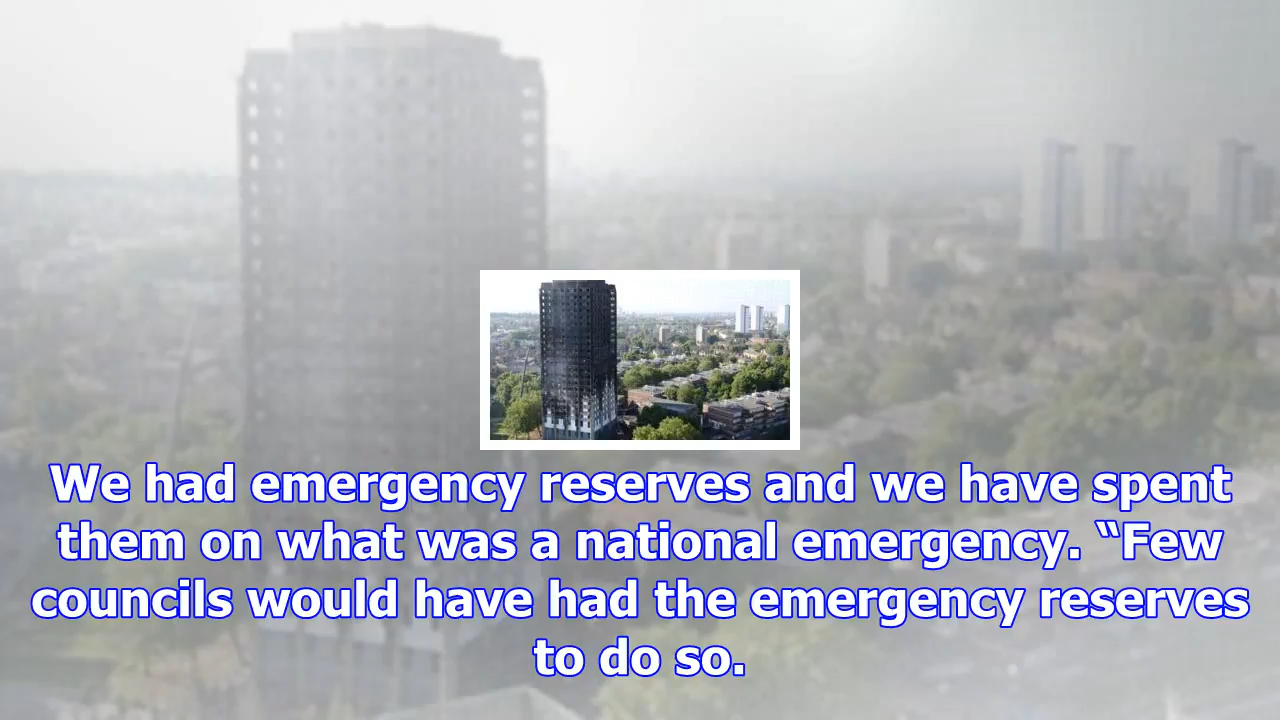 We had emergency reserves and we have spent
them on what was a national emergency. “Few
councils would have had the emergency reserves
to do so.